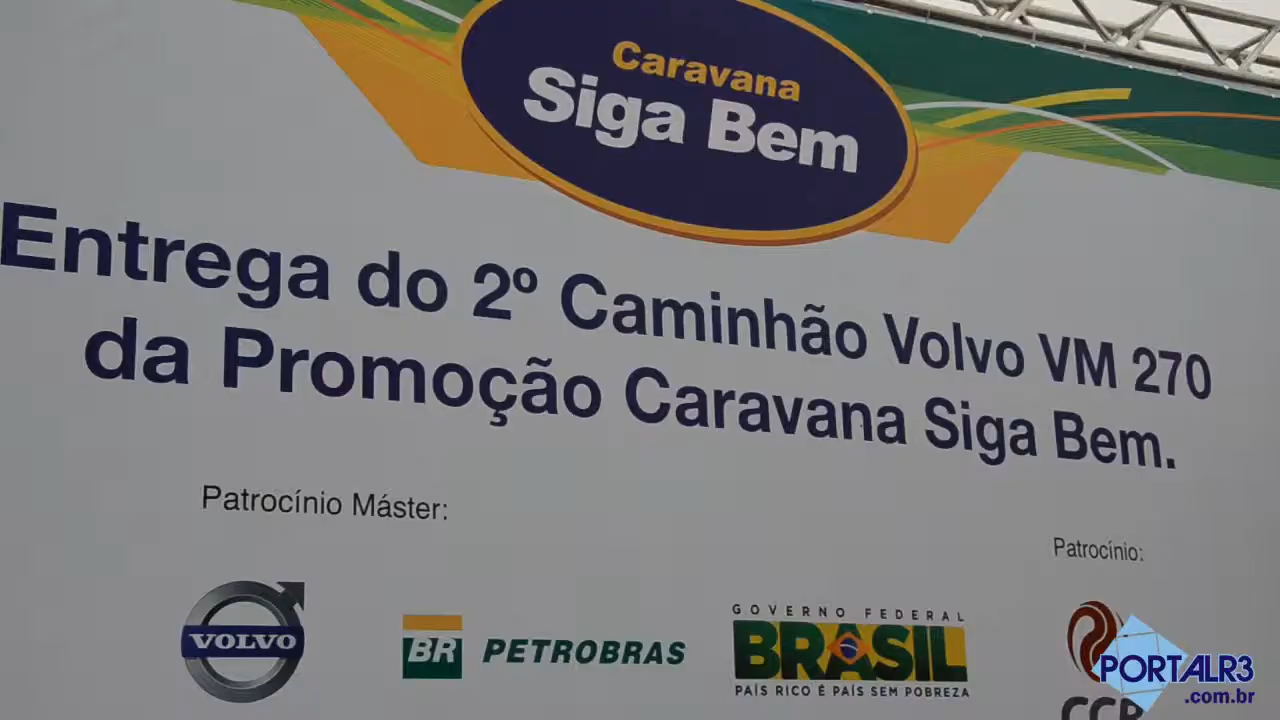 Caravana
Siga Bem
Entrega do 2º Caminhão Volvo VM 270
da Promoção Caravana Siga Bem.
Patrocínio Máster:
Patrocínio:
VOLVO
BR PETROBRAS
GOVERNO FEDERAL
BRASIL
PAÍS RICO É PAÍS SEM POBREZA
CCR
PORTALR3
.com.br